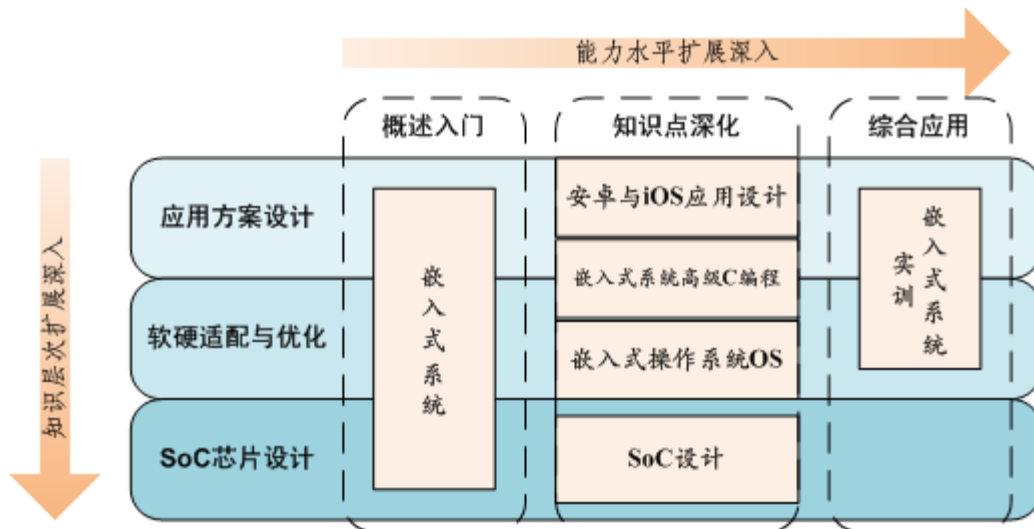 能力水平扩展深入
概述入门
知识点深化
综合应用
知识层次扩展深入
应用方案设计
软硬适配与优化
SoC芯片设计
嵌入式系统
安卓与iOS应用设计
嵌入式系统高级C编程
嵌入式操作系统OS
SoC设计
嵌入式系统
实训